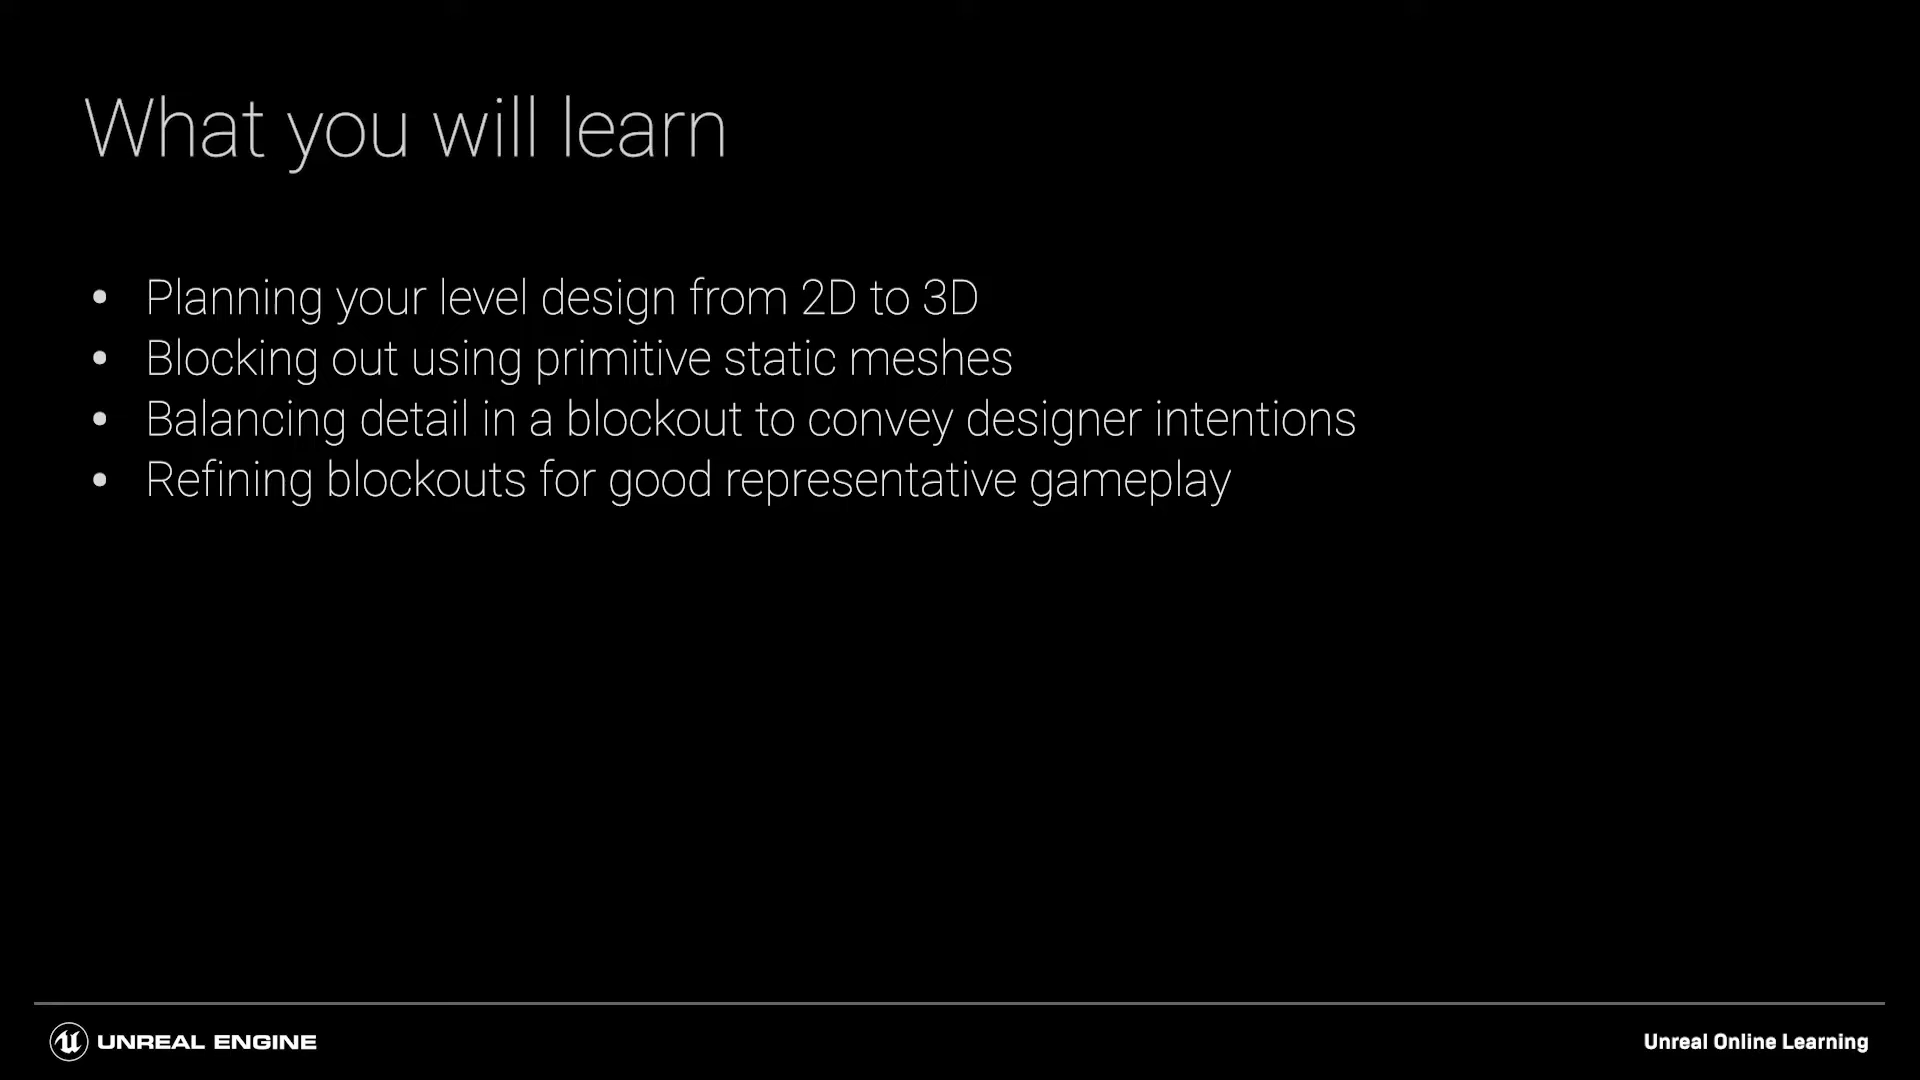 What you will learn
• Planning your level design from 2D to 3D
• Blocking out using primitive static meshes
• Balancing detail in a blockout to convey designer intentions
• Refining blockouts for good representative gameplay
UNREAL ENGINE
Unreal Online Learning